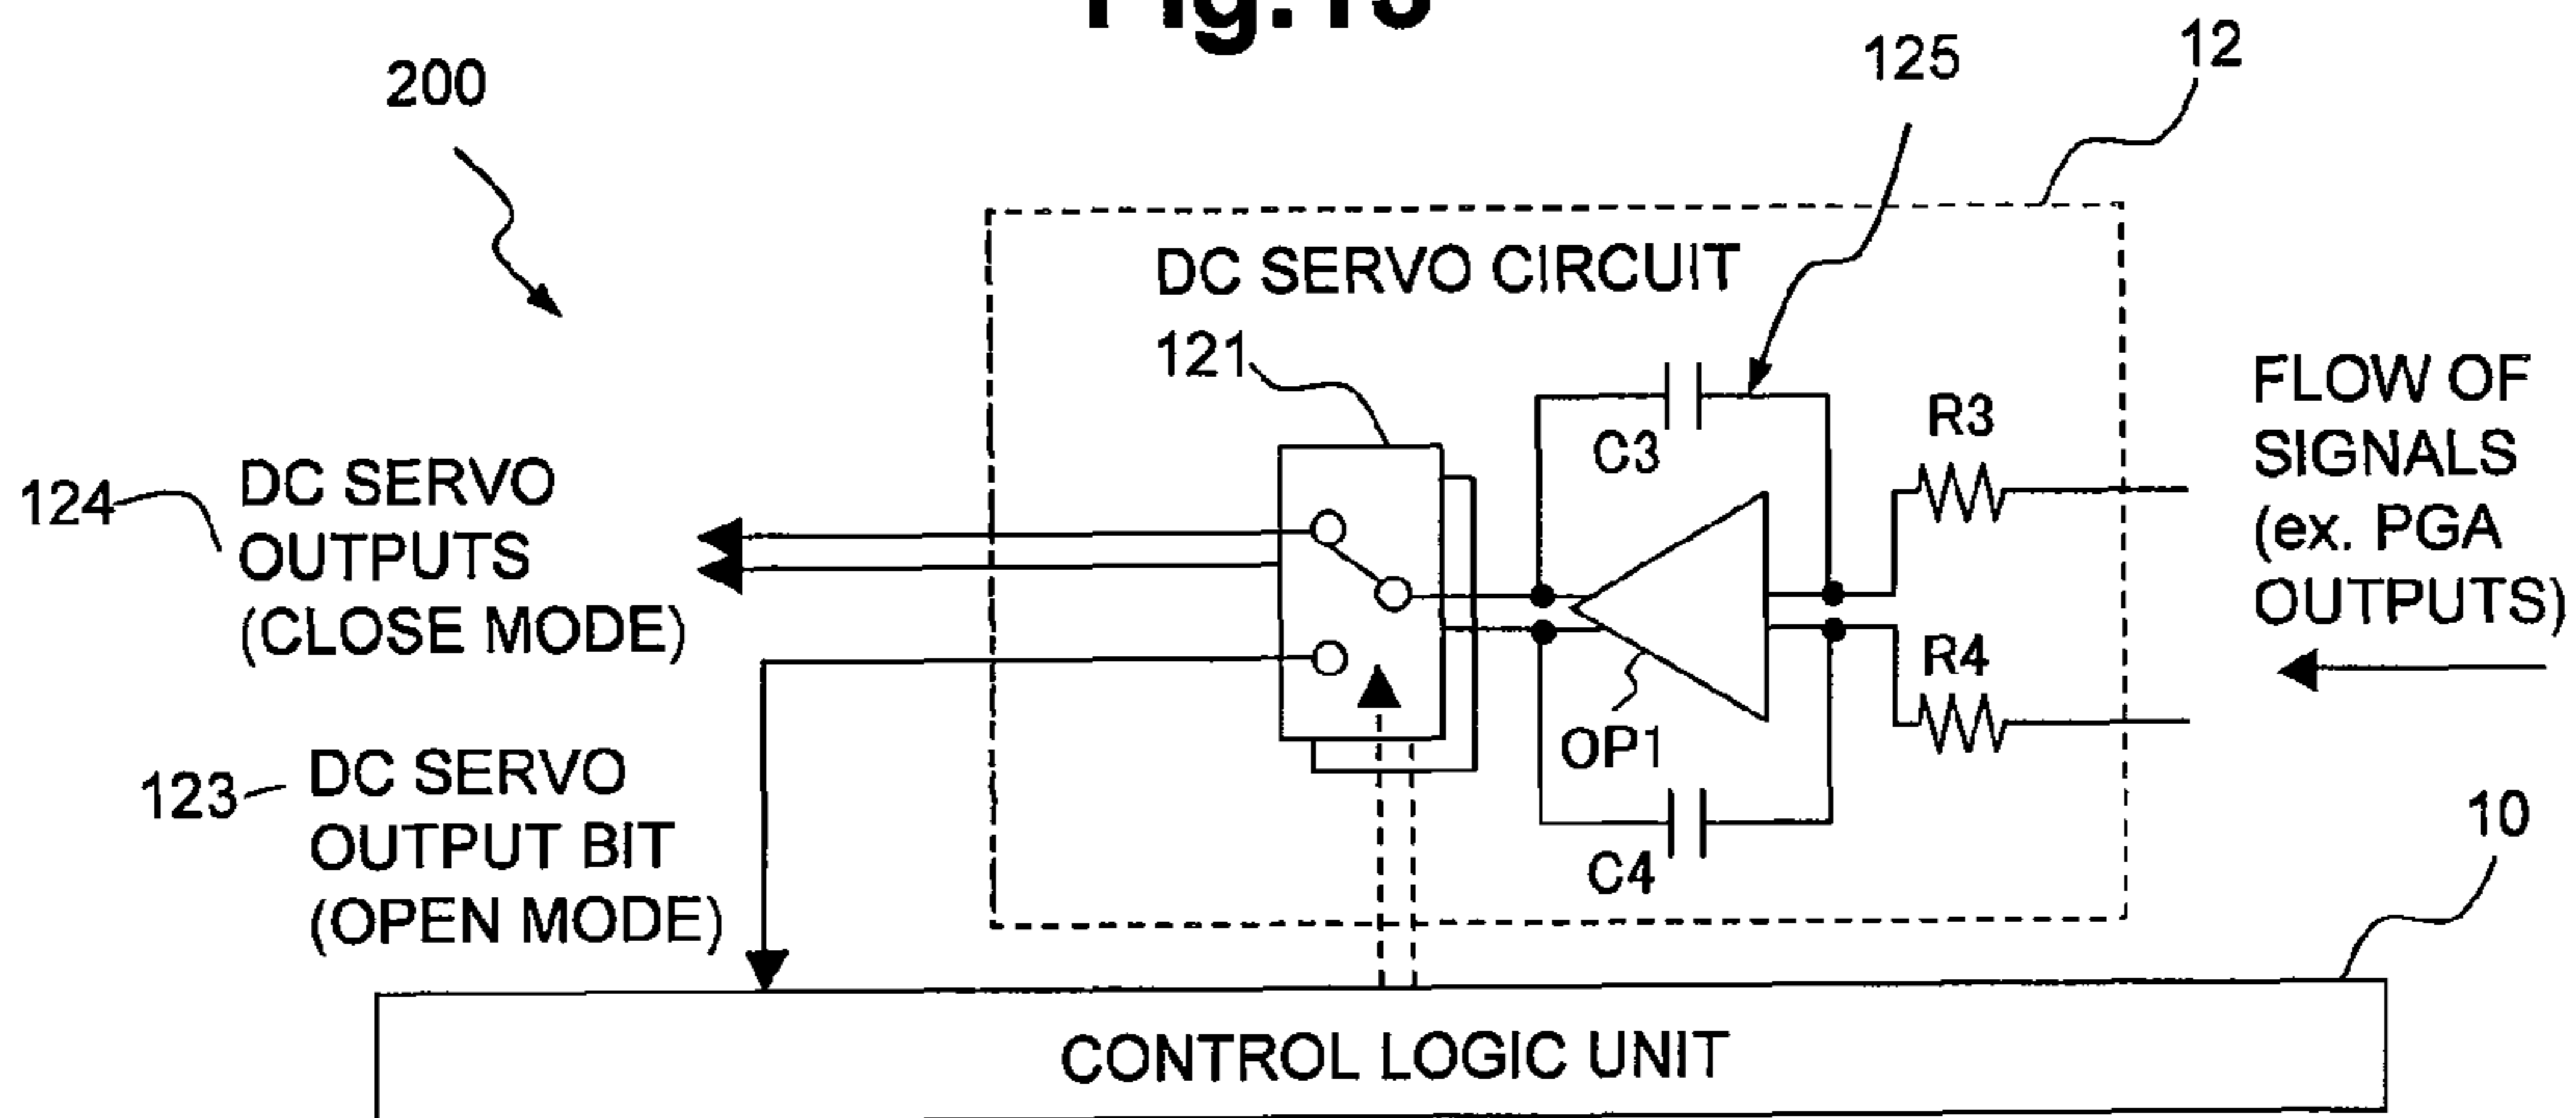 200
125
12
DC SERVO CIRCUIT
121
C3
R3
FLOW OF
SIGNALS
(ex. PGA
OUTPUTS)
124
DC SERVO
OUTPUTS
(CLOSE MODE)
R4
OP1
123
DC SERVO
OUTPUT BIT
(OPEN MODE)
C4
10
CONTROL LOGIC UNIT